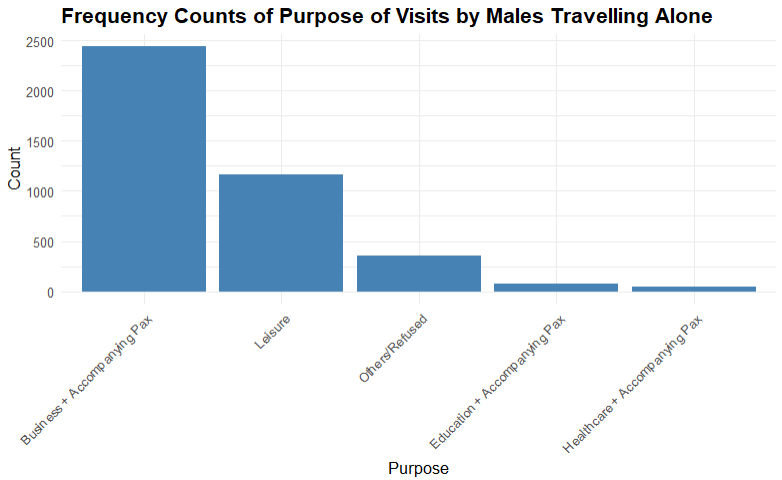 Frequency Counts of Purpose of Visits by Males Travelling Alone
Count
2500
2000
1500
1000
500
0
Business + Accompanying Pax
Leisure
Others/Refused
Education + Accompanying Pax
Healthcare + Accompanying Pax
Purpose